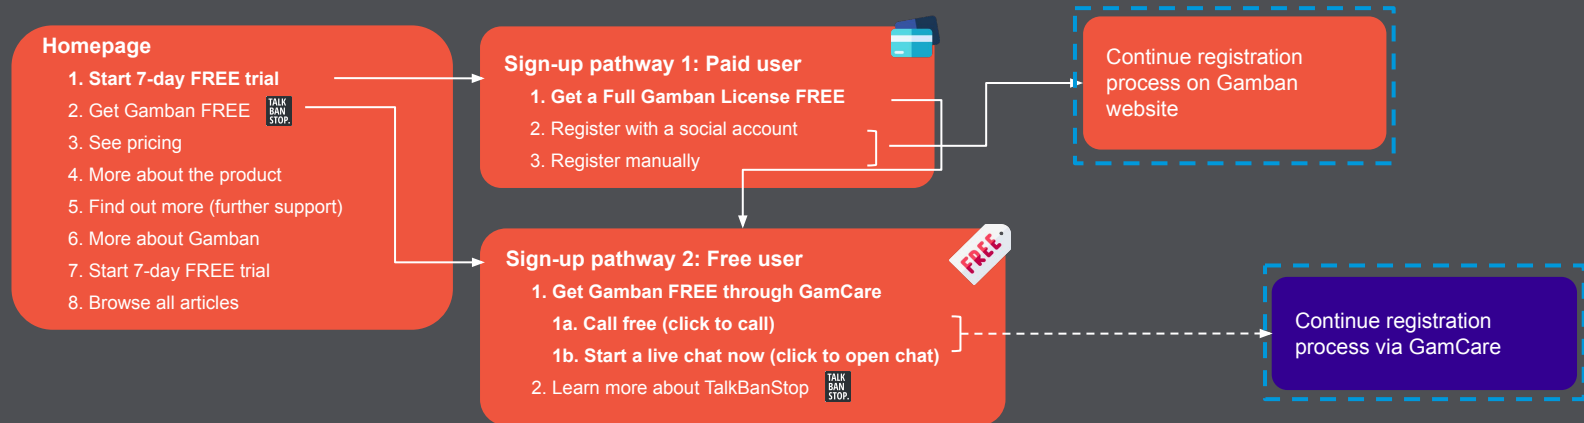 Homepage
1. Start 7-day FREE trial
2. Get Gamban FREE
TALK
BAN
STOP.
3. See pricing
4. More about the product
5. Find out more (further support)
6. More about Gamban
7. Start 7-day FREE trial
8. Browse all articles
Sign-up pathway 1: Paid user
1. Get a Full Gamban License FREE
2. Register with a social account
3. Register manually
Continue registration
process on Gamban
website
Sign-up pathway 2: Free user
FREE
1. Get Gamban FREE through GamCare
1a. Call free (click to call)
1b. Start a live chat now (click to open chat)
2. Learn more about TalkBanStop
TALK
BAN
STOP.
Continue registration
process via GamCare